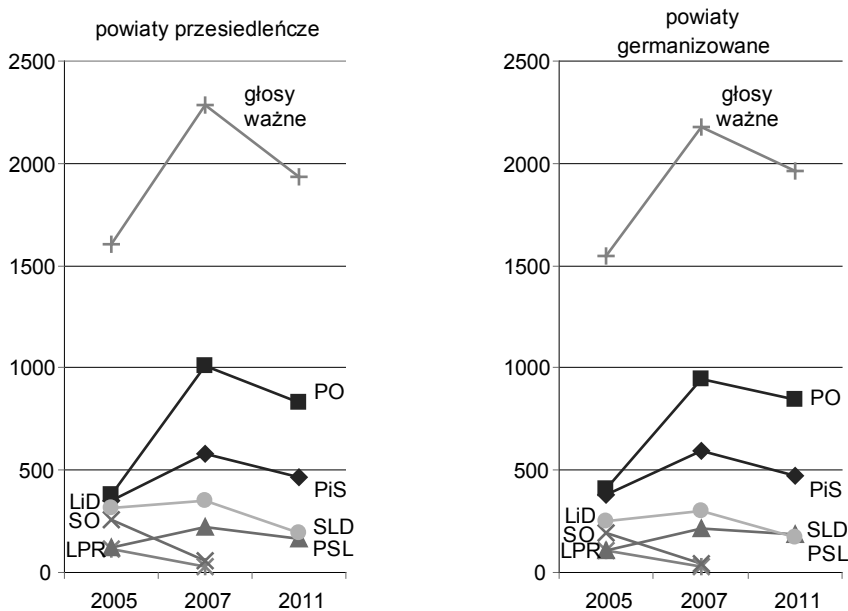 powiaty przesiedleńcze
2500
2000
1500
1000
500
0
głosy
ważne
PO
PiS
LiD
SO
LPR
SLD
PSL
2005 2007 2011
powiaty
germanizowane
2500
2000
1500
1000
500
0
głosy
ważne
PO
PiS
LiD
SO
LPR
SLD
PSL
2005 2007 2011